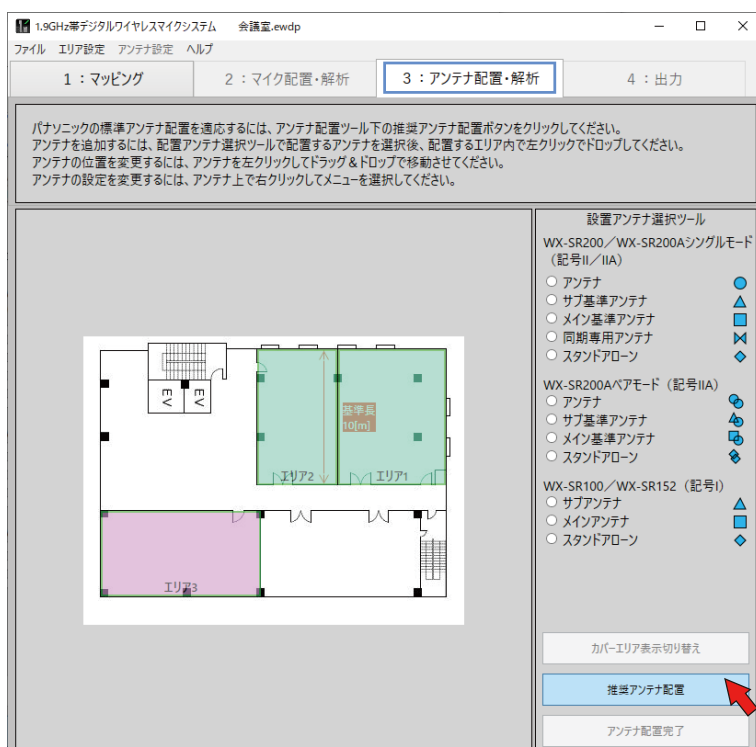 1.9GHz帯デジタルワイヤレスマイクシステム 会議室.ewdp
ファイル エリア設定 アンテナ設定 ヘルプ
1：マッピング 2：マイク配置・解析 3：アンテナ配置・解析 4：出力
パナソニックの標準アンテナ配置を適応するには、アンテナ配置ツール下の推奨アンテナ配置ボタンをクリックしてください。
アンテナを追加するには、配置アンテナ選択ツールで配置するアンテナを選択後、配置するエリア内で左クリックでドロップしてください。
アンテナの位置を変更するには、アンテナを左クリックしてドラッグ＆ドロップで移動させてください。
アンテナの設定を変更するには、アンテナ上で右クリックしてメニューを選択してください。
EV EV
基準長
10[m]
エリア2 エリア1
エリア3
設置アンテナ選択ツール
WX-SR200／WX-SR200Aシングルモード
（記号II／IIA）
アンテナ
サブ基準アンテナ
メイン基準アンテナ
同期専用アンテナ
スタンドアローン
WX-SR200Aペアモード（記号IIA）
アンテナ
サブ基準アンテナ
メイン基準アンテナ
スタンドアローン
WX-SR100／WX-SR152（記号I）
サブアンテナ
メインアンテナ
スタンドアローン
カバーエリア表示切り替え
推奨アンテナ配置
アンテナ配置完了